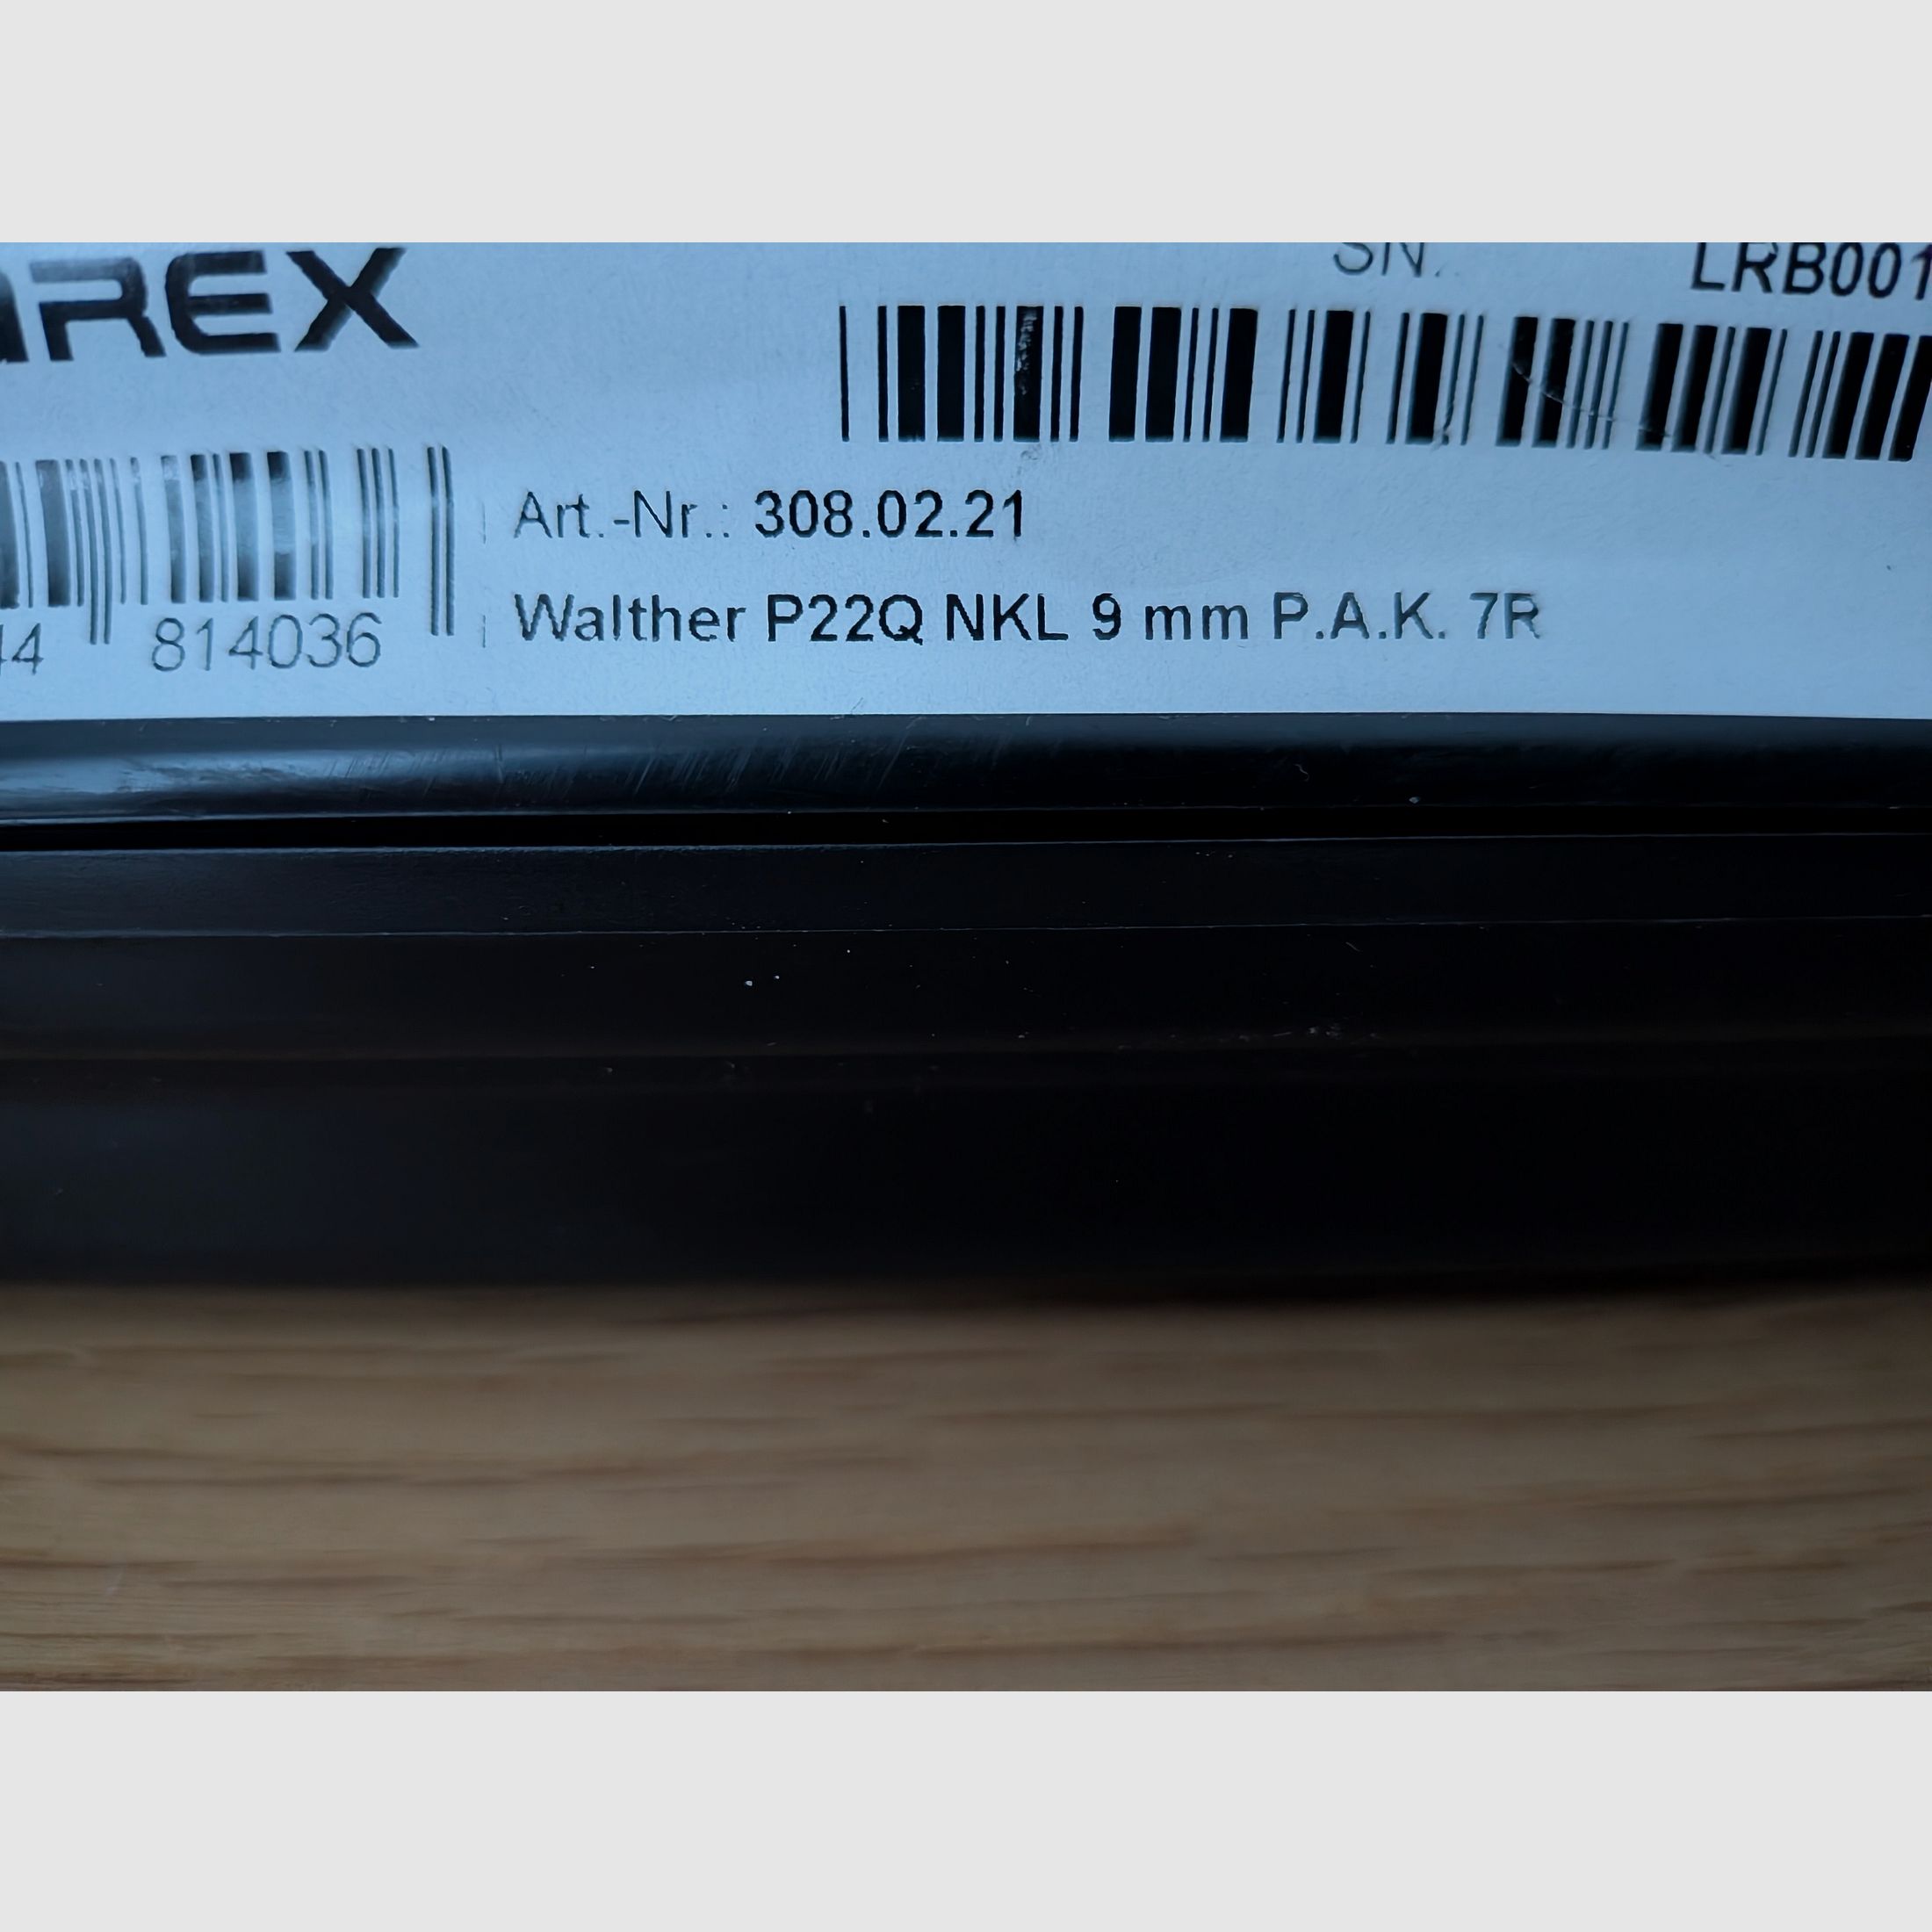 AREX
SN. LRB001
814036
Art.-Nr.: 308.02.21
Walther P22Q NKL 9 mm P.A.K. 7R